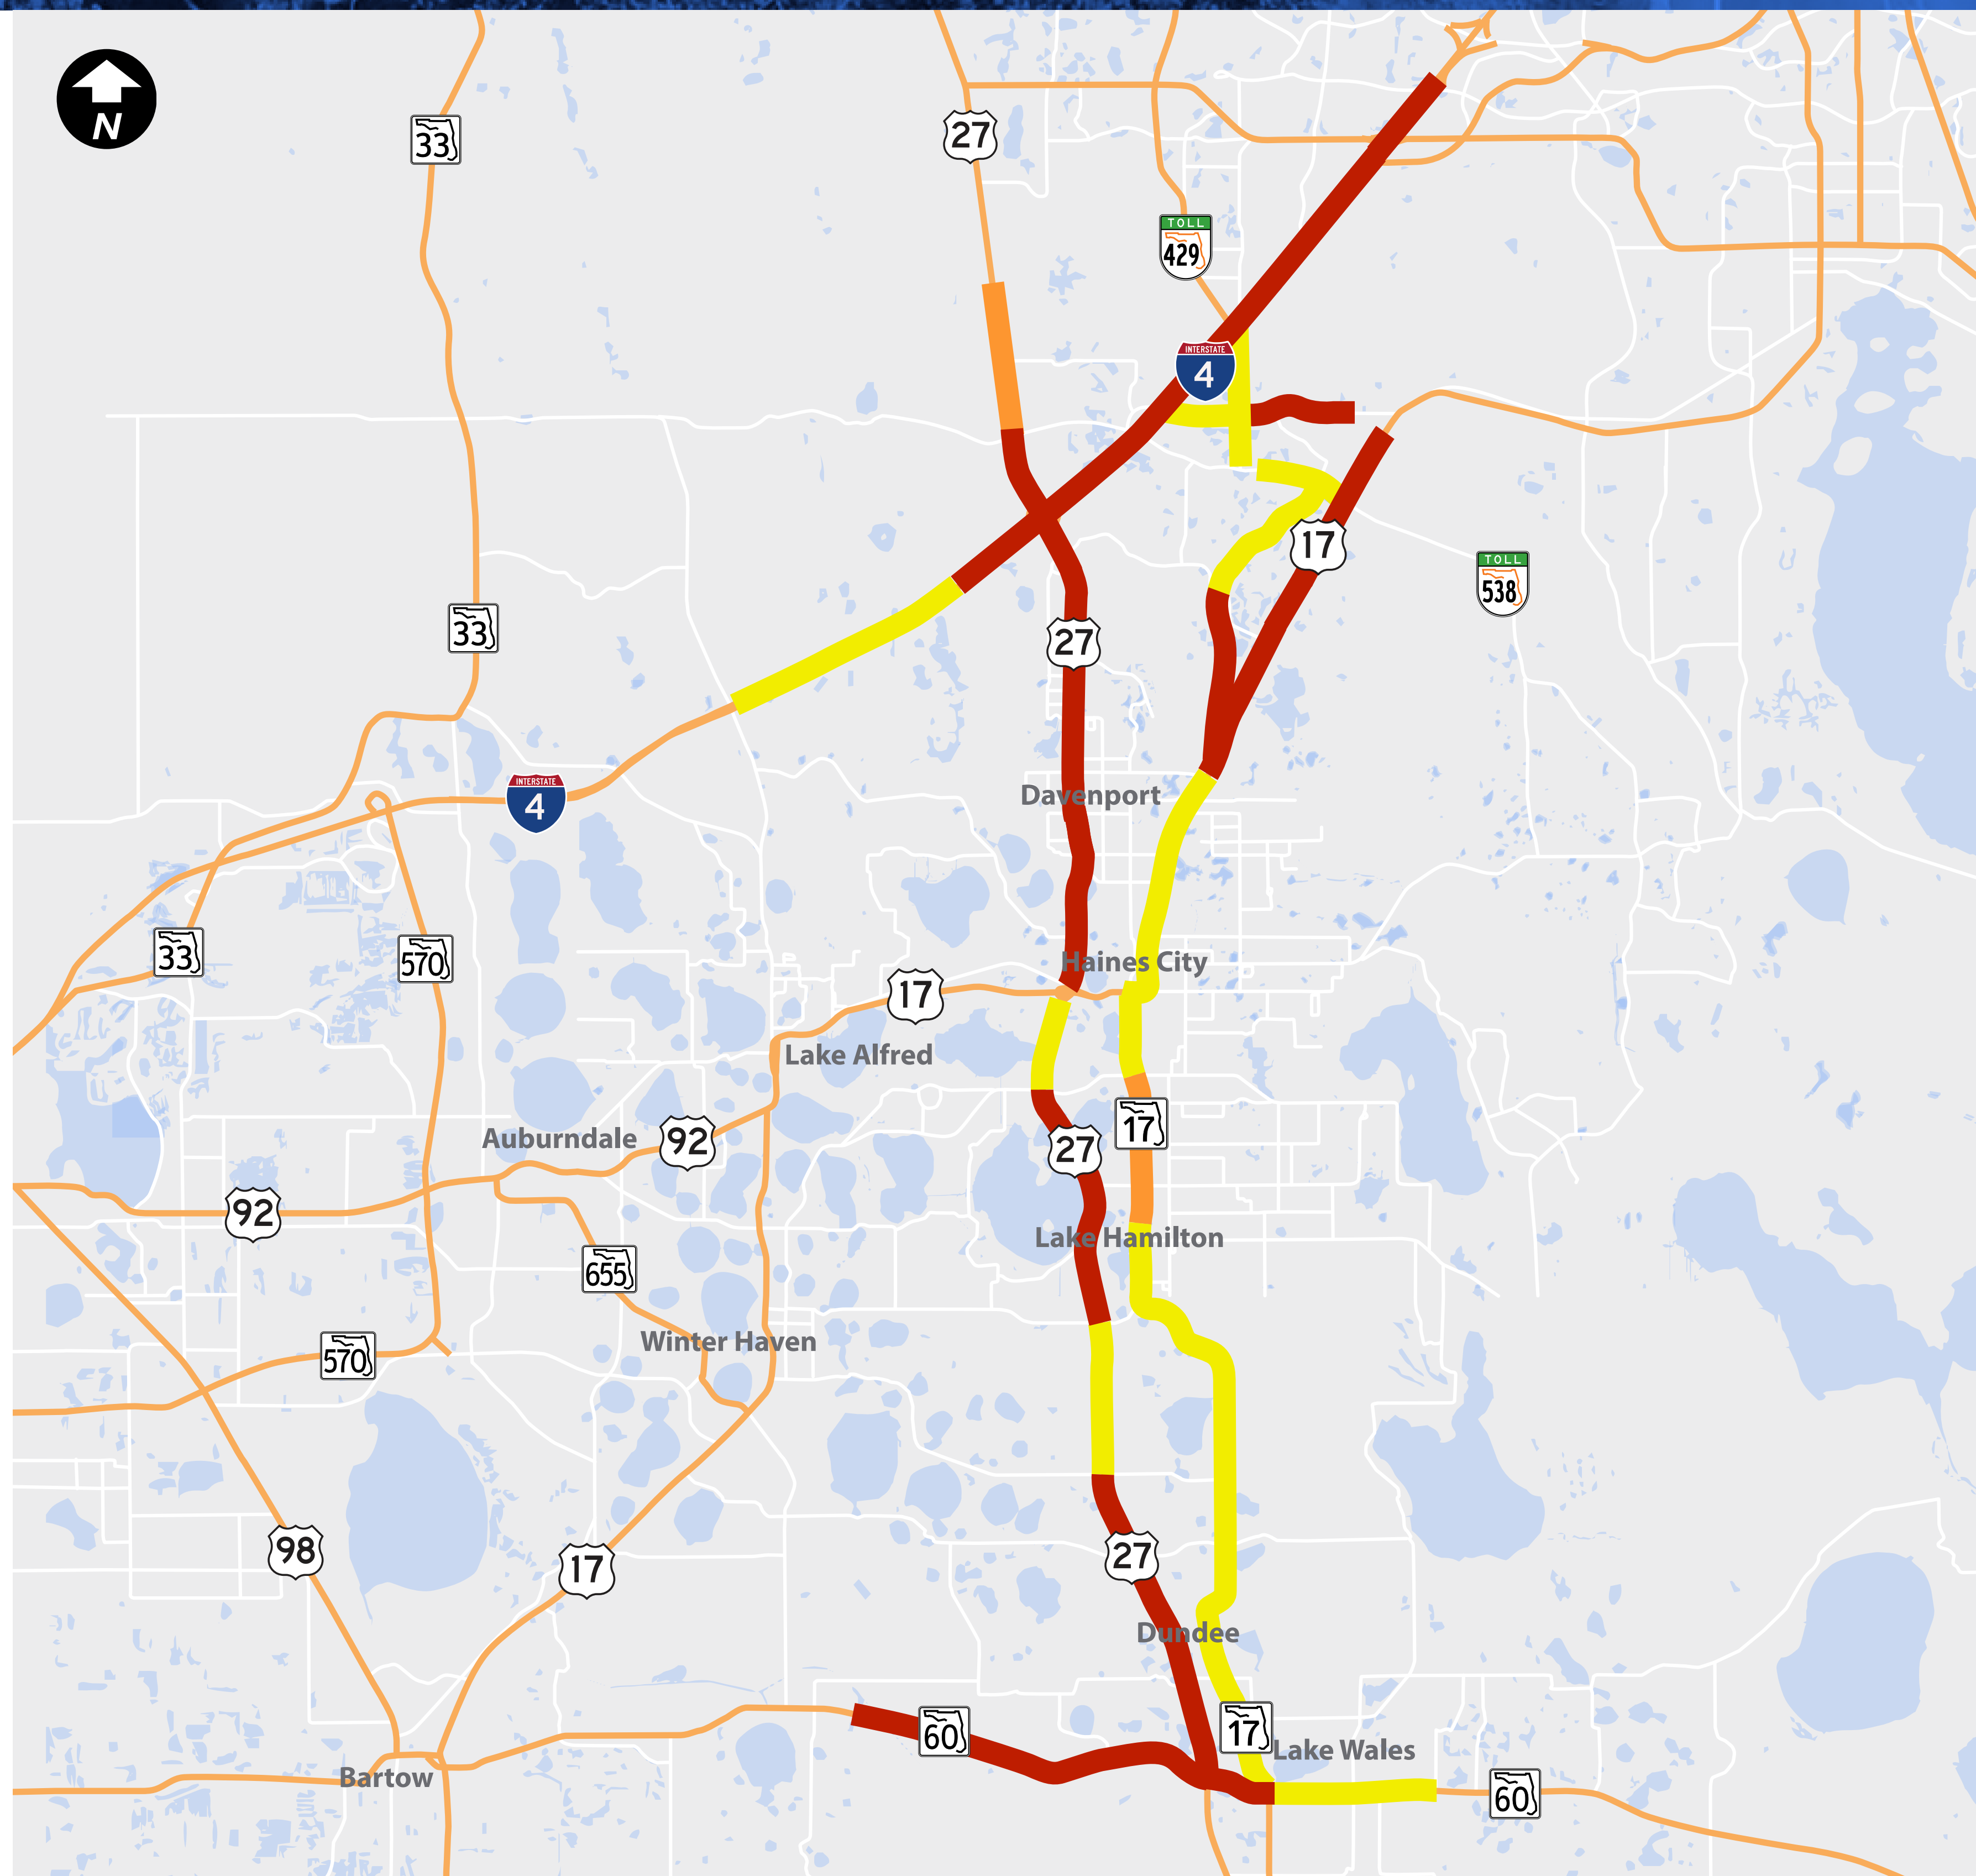 N
33
27
TOLL
429
INTERSTATE
4
17
TOLL
538
33
27
INTERSTATE
4
Davenport
33
570
Haines City
17
Lake Alfred
17
Auburndale
92
27
92
Lake Hamilton
655
Winter Haven
570
98
17
27
Dundee
60
17
Lake Wales
Bartow
60